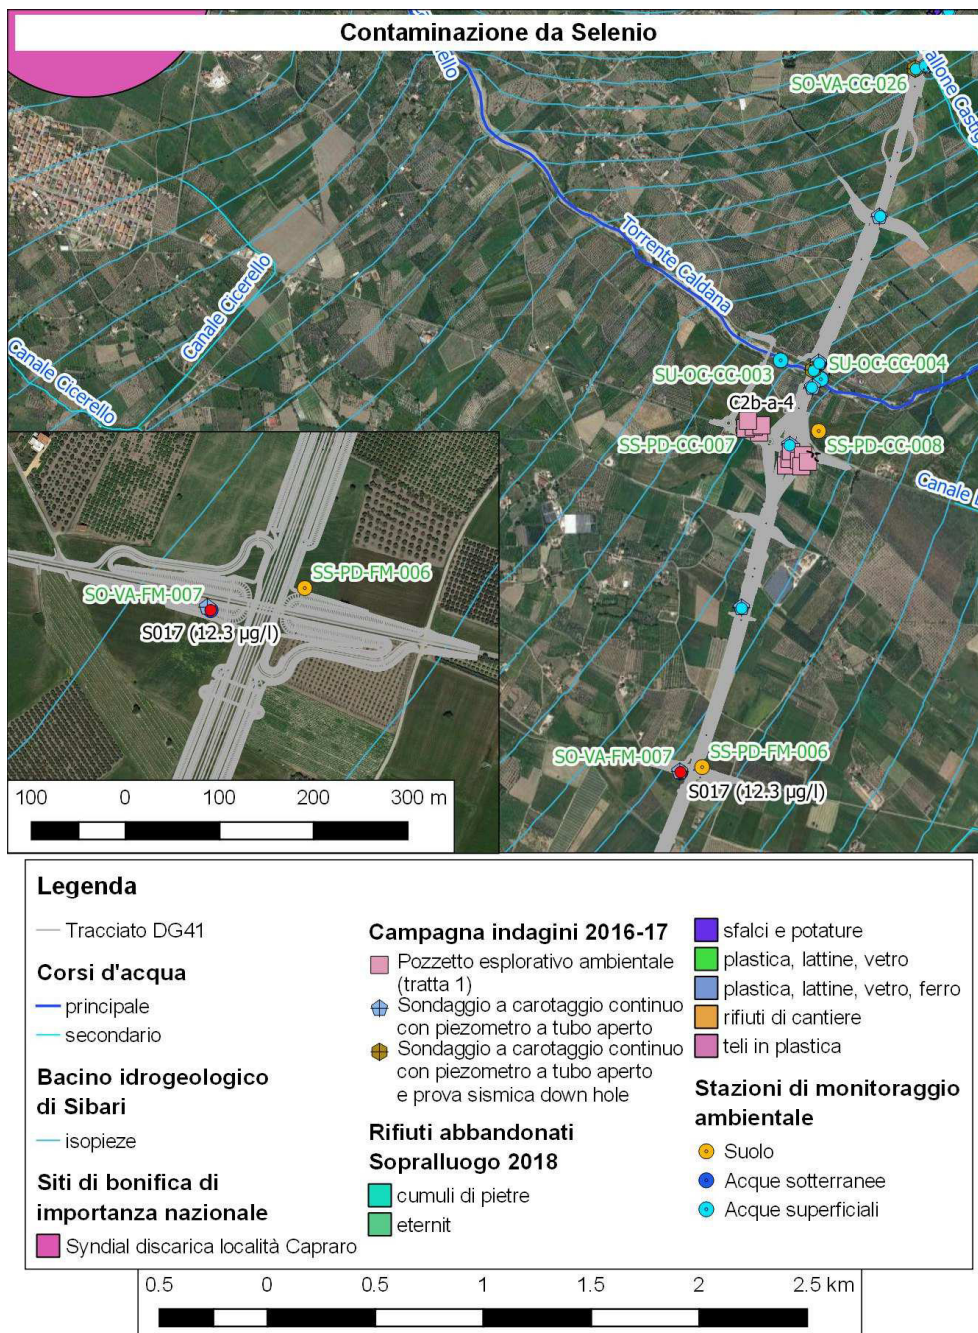 Contaminazione da Selenio
SO-VA-CC-026
Torrente Caldana
Canale Cicerello
Canale Cicerello
SU-OC-CC-003
SU-OC-CC-004
C2b-a-4
SS-PD-CC-007
SS-PD-CC-008
SS-PD-FM-006
SO-VA-FM-007
S017 (12.3 µg/l)
SO-VA-FM-007
SS-PD-FM-006
S017 (12.3 µg/l)
100 0 100 200 300 m
Legenda
Tracciato DG41
Corsi d'acqua
principale
secondario
Bacino idrogeologico
di Sibari
isopieze
Siti di bonifica di
importanza nazionale
Syndial discarica località Capraro
Campagna indagini 2016-17
Pozzetto esplorativo ambientale
(tratta 1)
Sondaggio a carotaggio continuo
con piezometro a tubo aperto
Sondaggio a carotaggio continuo
con piezometro a tubo aperto
e prova sismica down hole
Rifiuti abbandonati
Sopralluogo 2018
cumuli di pietre
eternit
sfalci e potature
plastica, lattine, vetro
plastica, lattine, vetro, ferro
rifiuti di cantiere
teli in plastica
Stazioni di monitoraggio
ambientale
Suolo
Acque sotterranee
Acque superficiali
0.5 0 0.5 1 1.5 2 2.5 km